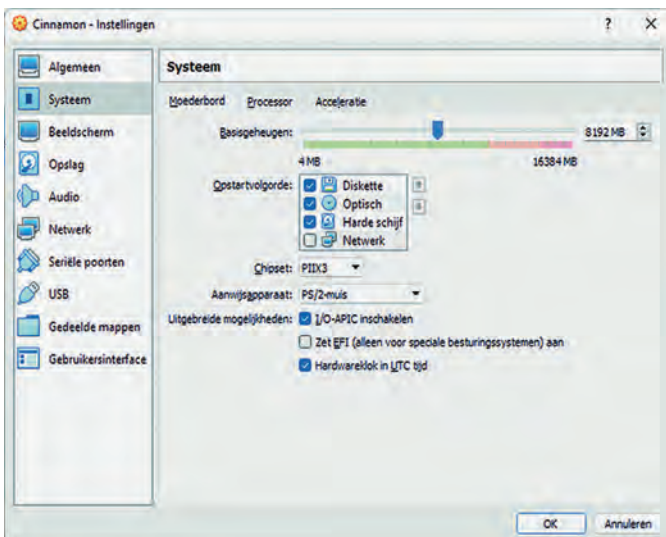 Cinnamon - Instellingen
?
X
Algemeen
Systeem
Beeldscherm
Opslag
Audio
Netwerk
Seriële poorten
USB
Gedeelde mappen
Gebruikersinterface
Systeem
Moederbord Processor Acceleratie
Basisgeheugen: 8192 MB
4 MB 16384 MB
Opstartvolgorde: Diskette
Optisch
Harde schijf
Netwerk
Chipset: PIIX3
Aanwijsapparaat: PS/2-muis
Uitgebreide mogelijkheden: I/O-APIC inschakelen
Zet EFI (alleen voor speciale besturingssystemen) aan
Hardwareklok in UTC tijd
OK Annuleren